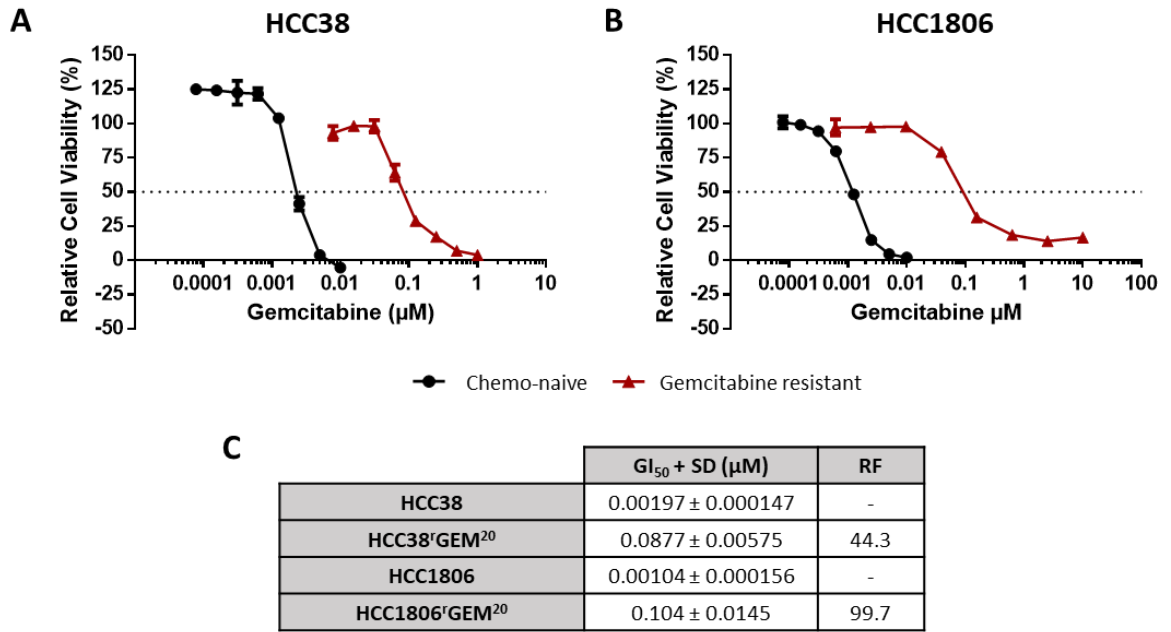 A
HCC38
Relative Cell Viability (%)
150
125
100
75
50
25
0
-25
-50
0.0001 0.001 0.01 0.1 1 10
Gemcitabine (µM)
B
HCC1806
Relative Cell Viability (%)
150
125
100
75
50
25
0
-25
-50
0.0001 0.001 0.01 0.1 1 10 100
Gemcitabine µM
Chemo-naive Gemcitabine resistant
C
GI₅₀ + SD (µM) RF
HCC38 0.00197 ± 0.000147 -
HCC38ʳGEM²⁰ 0.0877 ± 0.00575 44.3
HCC1806 0.00104 ± 0.000156 -
HCC1806ʳGEM²⁰ 0.104 ± 0.0145 99.7